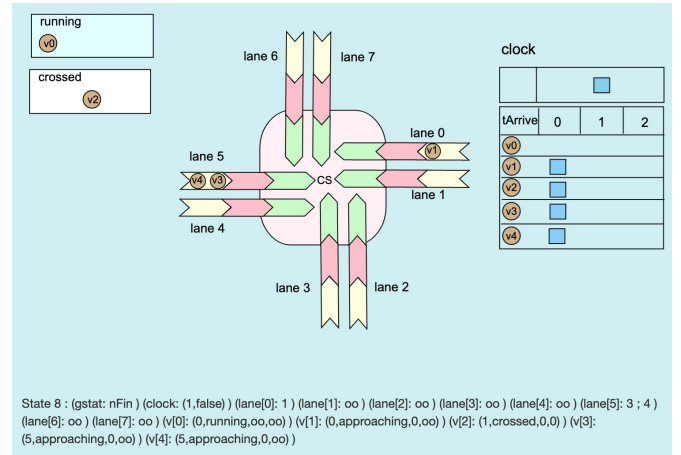 running
v0
crossed
v2
lane 6
lane 7
lane 0
v1
lane 5
v4 v3
CS
lane 1
lane 4
lane 3
lane 2
clock
tArrive 0 1 2
v0
v1
v2
v3
v4
State 8 : (gstat: nFin ) (clock: (1,false) ) (lane[0]: 1 ) (lane[1]: oo ) (lane[2]: oo ) (lane[3]: oo ) (lane[4]: oo ) (lane[5]: 3 ; 4 )
(lane[6]: oo ) (lane[7]: oo ) (v[0]: (0,running,oo,oo) ) (v[1]: (0,approaching,0,oo) ) (v[2]: (1,crossed,0,0) ) (v[3]:
(5,approaching,0,oo) ) (v[4]: (5,approaching,0,oo) )